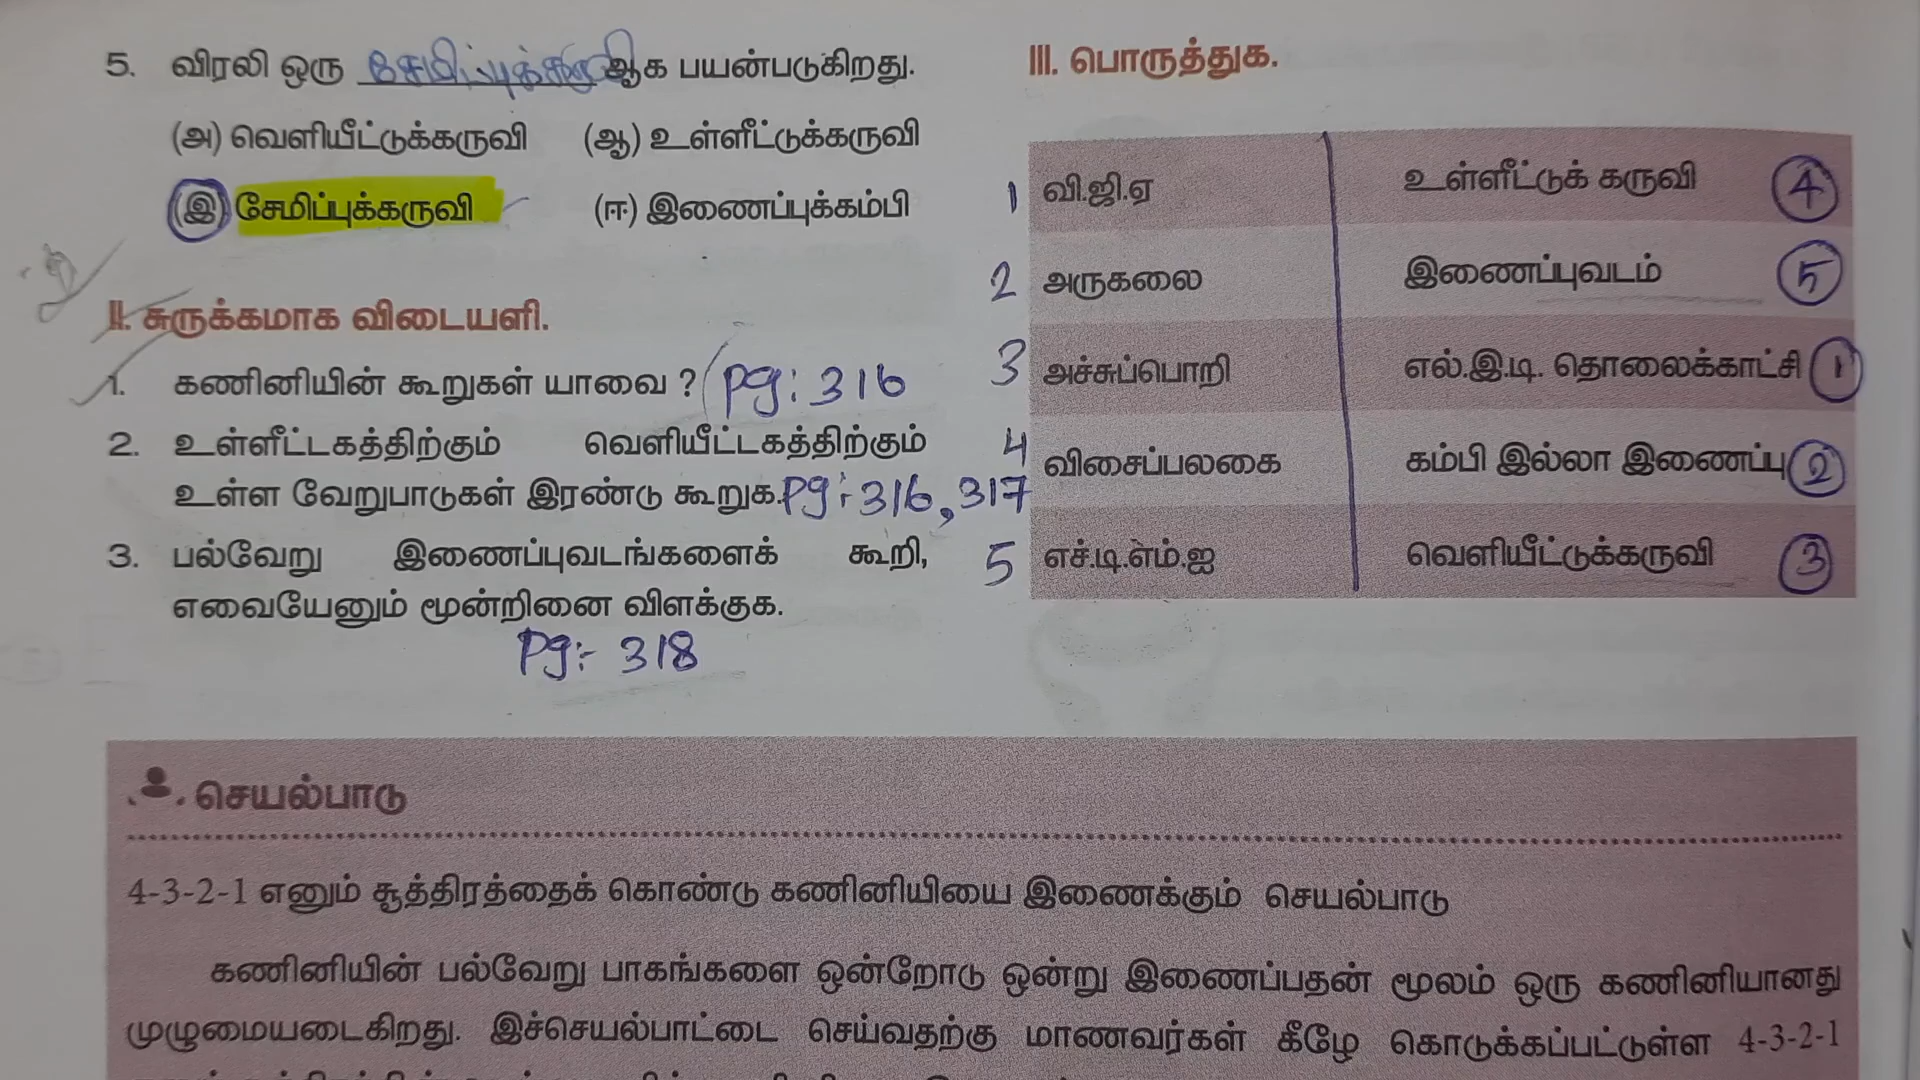 5. விரலி ஒரு சேமிப்புக்கருவி ஆக பயன்படுகிறது.
(அ) வெளியீட்டுக்கருவி (ஆ) உள்ளீட்டுக்கருவி
(இ) சேமிப்புக்கருவி (ஈ) இணைப்புக்கம்பி
II. சுருக்கமாக விடையளி.
1. கணினியின் கூறுகள் யாவை ? pg: 316
2. உள்ளீட்டகத்திற்கும் வெளியீட்டகத்திற்கும்
உள்ள வேறுபாடுகள் இரண்டு கூறுக. Pg:- 316, 317
3. பல்வேறு இணைப்புவடங்களைக் கூறி,
எவையேனும் மூன்றினை விளக்குக.
Pg:- 318
III. பொருத்துக.
1 வி.ஜி.ஏ உள்ளீட்டுக் கருவி 4
2 அருகலை இணைப்புவடம் 5
3 அச்சுப்பொறி எல்.இ.டி. தொலைக்காட்சி 1
4 விசைப்பலகை கம்பி இல்லா இணைப்பு 2
5 எச்.டி.எம்.ஐ வெளியீட்டுக்கருவி 3
செயல்பாடு
4-3-2-1 எனும் சூத்திரத்தைக் கொண்டு கணினியியை இணைக்கும் செயல்பாடு
கணினியின் பல்வேறு பாகங்களை ஒன்றோடு ஒன்று இணைப்பதன் மூலம் ஒரு கணினியானது
முழுமையடைகிறது. இச்செயல்பாட்டை செய்வதற்கு மாணவர்கள் கீழே கொடுக்கப்பட்டுள்ள 4-3-2-1